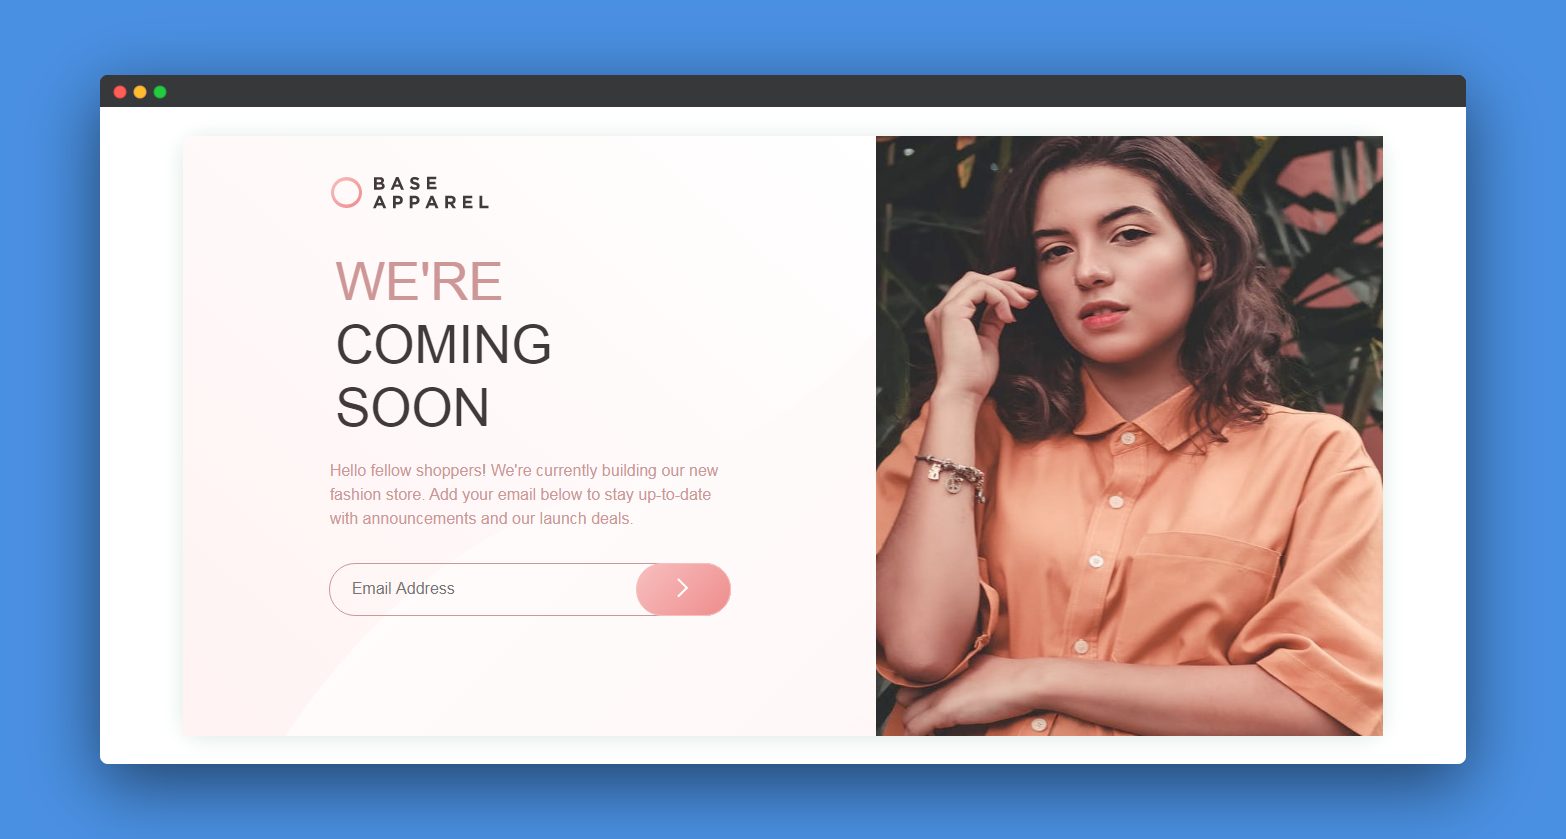 BASE
APPAREL
WE'RE
COMING
SOON
Hello fellow shoppers! We're currently building our new
fashion store. Add your email below to stay up-to-date
with announcements and our launch deals.
Email Address